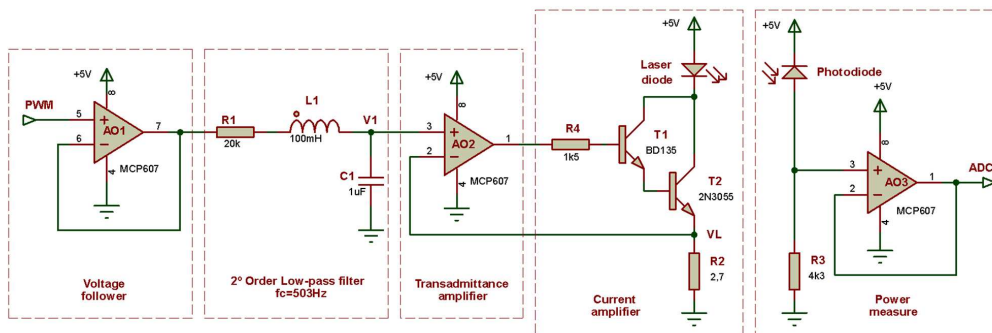 PWM
+5V
8
5
+
AO1
7
6
−
4
MCP607
Voltage
follower
R1
20k
L1
100mH
V1
C1
1uF
2º Order Low-pass filter
fc=503Hz
+5V
8
3
+
AO2
1
2
−
4
MCP607
Transadmittance
amplifier
+5V
Laser
diode
R4
1k5
T1
BD135
T2
2N3055
VL
R2
2,7
Current
amplifier
+5V
Photodiode
+5V
8
3
+
AO3
1
ADC
2
−
4
MCP607
R3
4k3
Power
measure